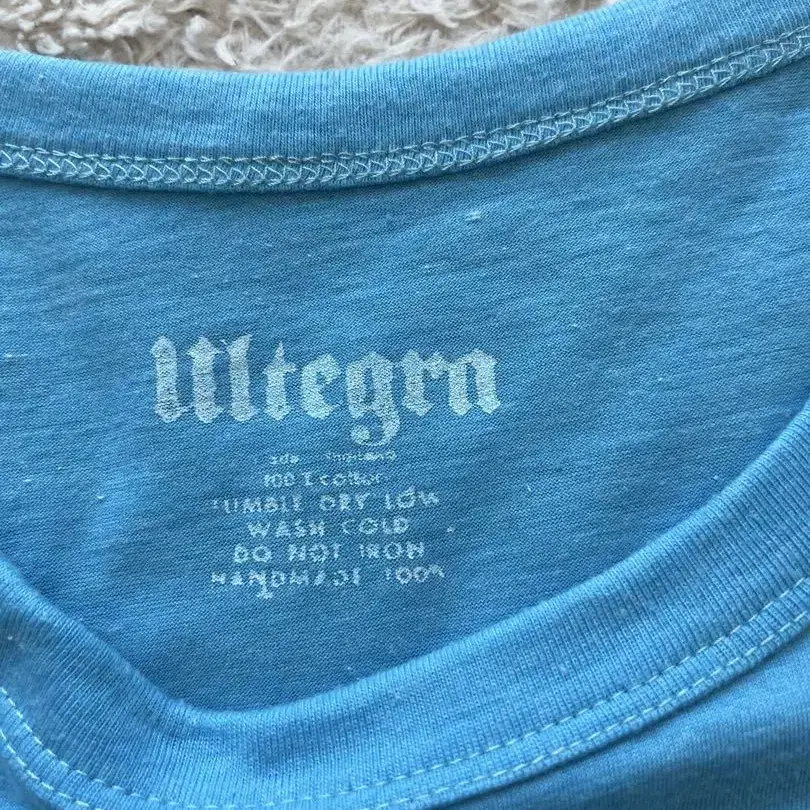 Ultegra
100 % cotton
TUMBLE DRY LOW
WASH COLD
DO NOT IRON
HANDMADE 100%